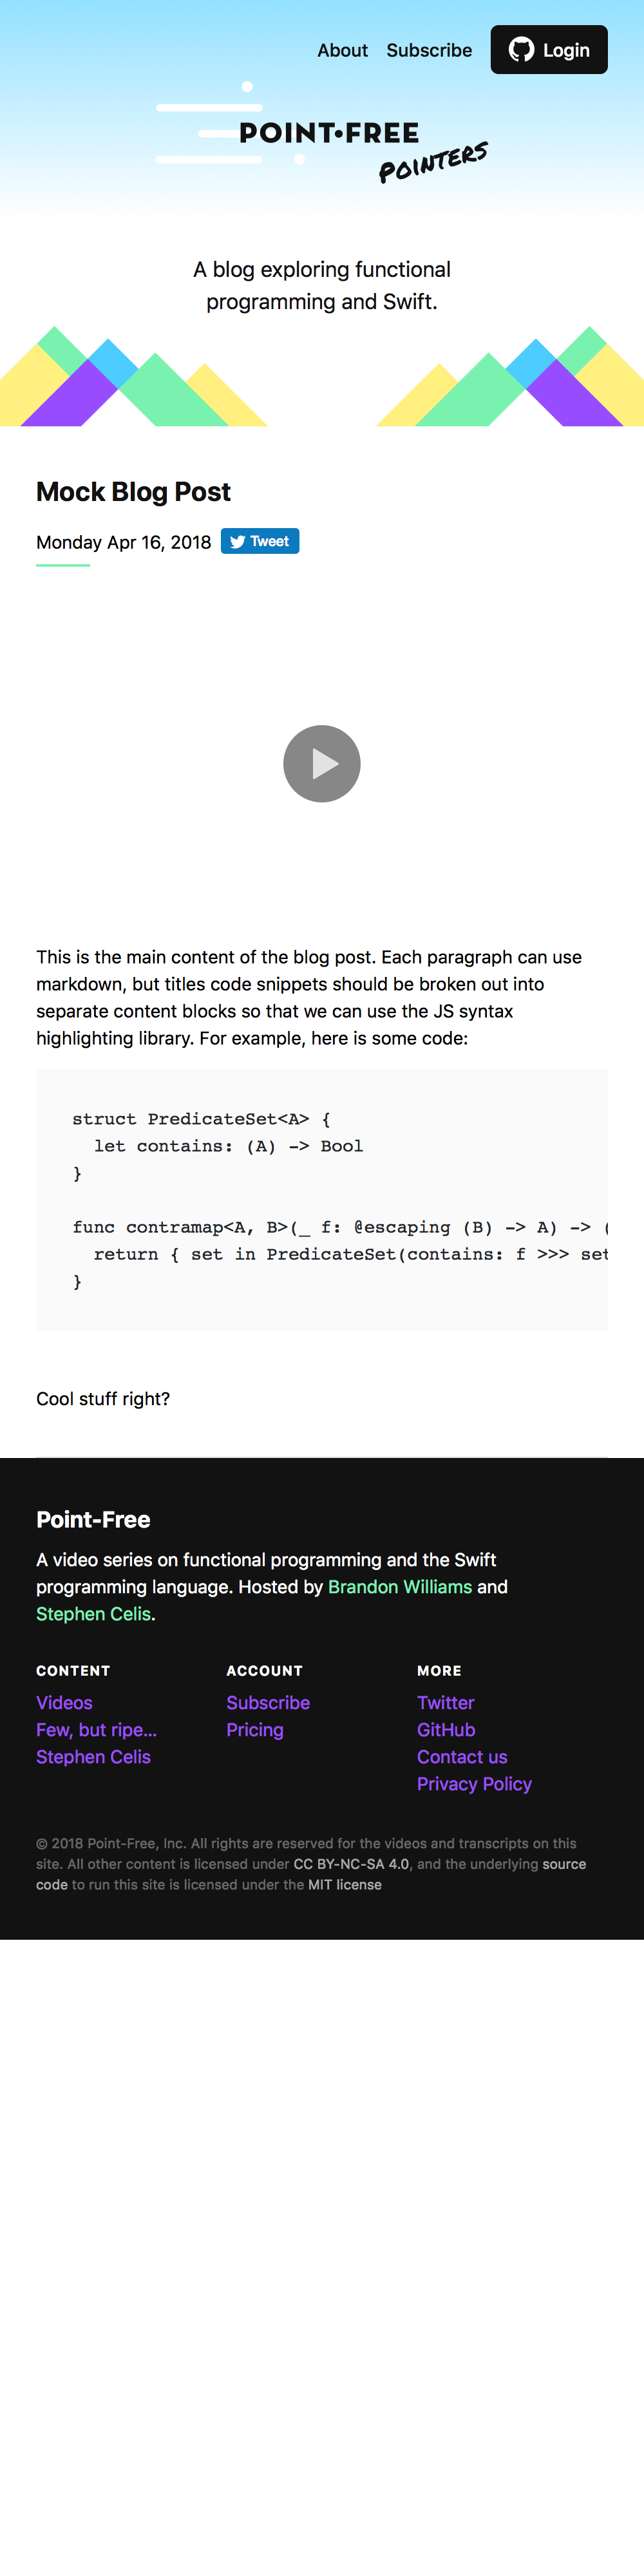 About Subscribe Login
POINT•FREE
POINTERS
A blog exploring functional
programming and Swift.
Mock Blog Post
Monday Apr 16, 2018 Tweet
This is the main content of the blog post. Each paragraph can use
markdown, but titles code snippets should be broken out into
separate content blocks so that we can use the JS syntax
highlighting library. For example, here is some code:
struct PredicateSet<A> {
  let contains: (A) -> Bool
}
func contramap<A, B>(_ f: @escaping (B) -> A) -> (
  return { set in PredicateSet(contains: f >>> set
}
Cool stuff right?
Point-Free
A video series on functional programming and the Swift
programming language. Hosted by Brandon Williams and
Stephen Celis.
CONTENT ACCOUNT MORE
Videos Subscribe Twitter
Few, but ripe... Pricing GitHub
Stephen Celis Contact us
Privacy Policy
© 2018 Point-Free, Inc. All rights are reserved for the videos and transcripts on this
site. All other content is licensed under CC BY-NC-SA 4.0, and the underlying source
code to run this site is licensed under the MIT license